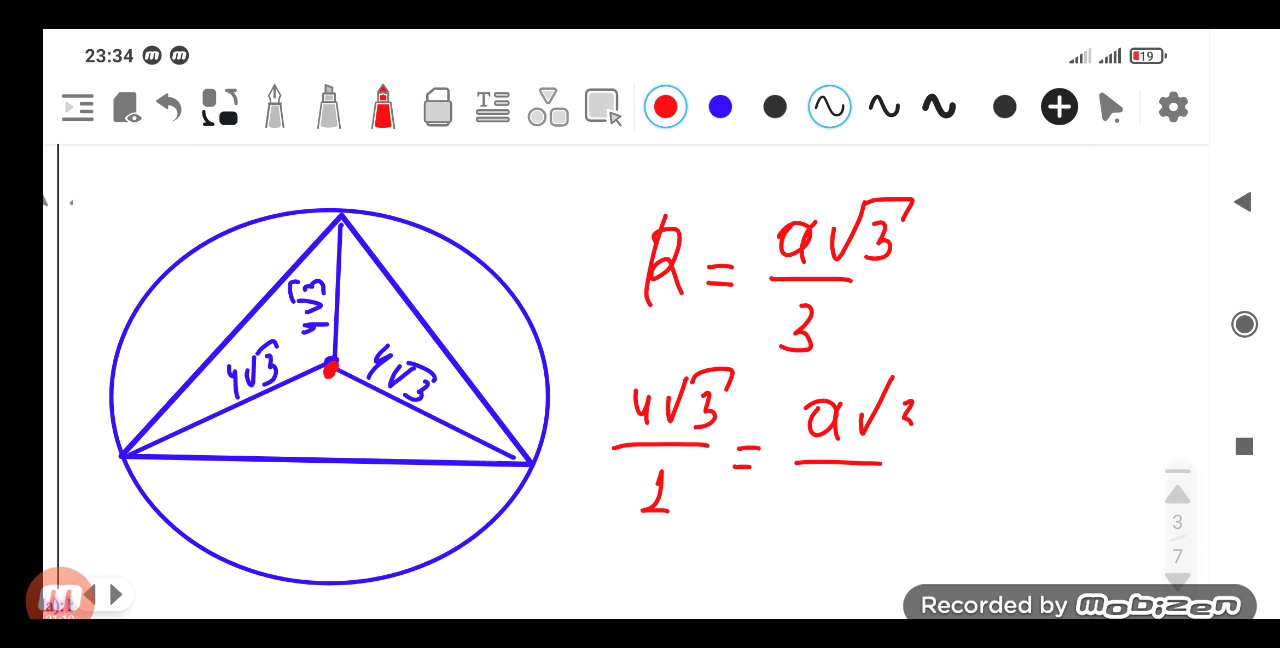 23:34
19
4√3
4√3
4√3
R = a√3 / 3
4√3 / 1 = a√
3
7
Recorded by mobizen